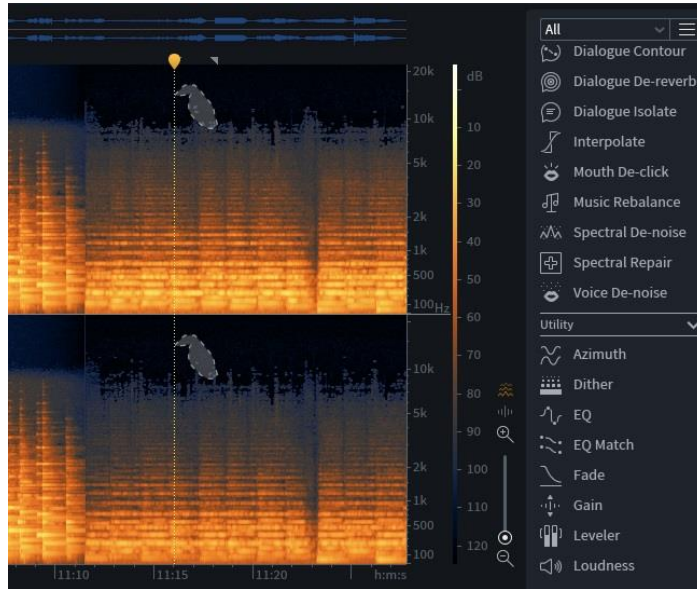 All
Dialogue Contour
Dialogue De-reverb
Dialogue Isolate
Interpolate
Mouth De-click
Music Rebalance
Spectral De-noise
Spectral Repair
Voice De-noise
Utility
Azimuth
Dither
EQ
EQ Match
Fade
Gain
Leveler
Loudness
20k
10k
5k
2k
1k
500
100
Hz
10k
5k
2k
1k
500
100
dB
10
20
30
40
50
60
70
80
90
100
110
120
11:10
11:15
11:20
h:m:s